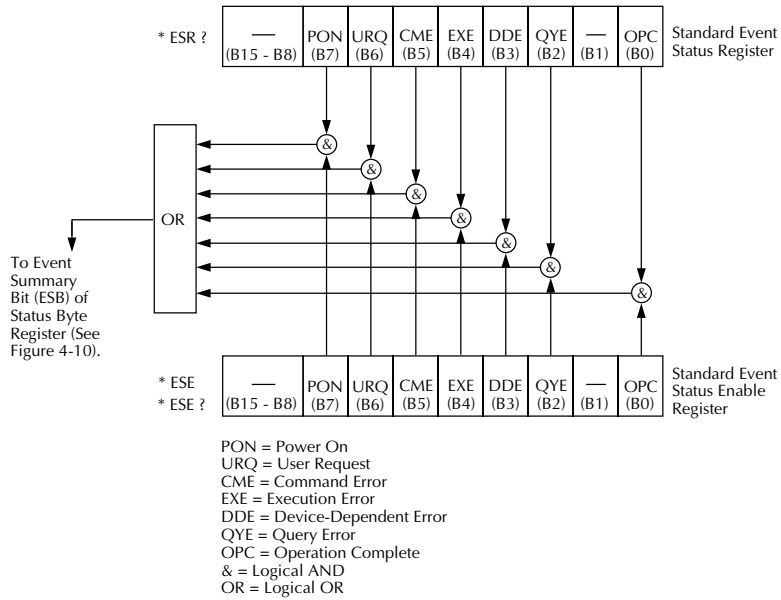 * ESR ?
— PON URQ CME EXE DDE QYE — OPC
(B15 - B8) (B7) (B6) (B5) (B4) (B3) (B2) (B1) (B0)
Standard Event
Status Register
& 
&
&
&
&
&
&
OR
To Event
Summary
Bit (ESB) of
Status Byte
Register (See
Figure 4-10).
* ESE
* ESE ?
— PON URQ CME EXE DDE QYE — OPC
(B15 - B8) (B7) (B6) (B5) (B4) (B3) (B2) (B1) (B0)
Standard Event
Status Enable
Register
PON = Power On
URQ = User Request
CME = Command Error
EXE = Execution Error
DDE = Device-Dependent Error
QYE = Query Error
OPC = Operation Complete
& = Logical AND
OR = Logical OR